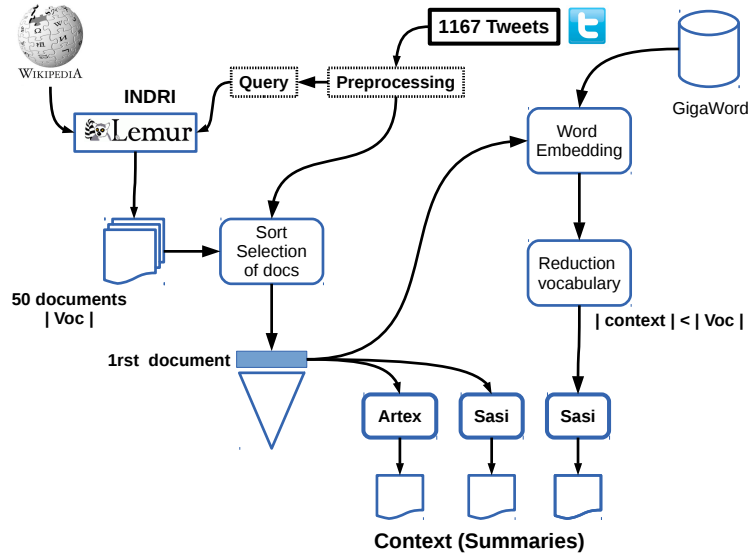 1167 Tweets
WIKIPEDIA
INDRI
Query
Preprocessing
GigaWord
Lemur
Word
Embedding
Sort
Selection
of docs
Reduction
vocabulary
50 documents
| Voc |
| context | < | Voc |
1rst document
Artex
Sasi
Sasi
Context (Summaries)